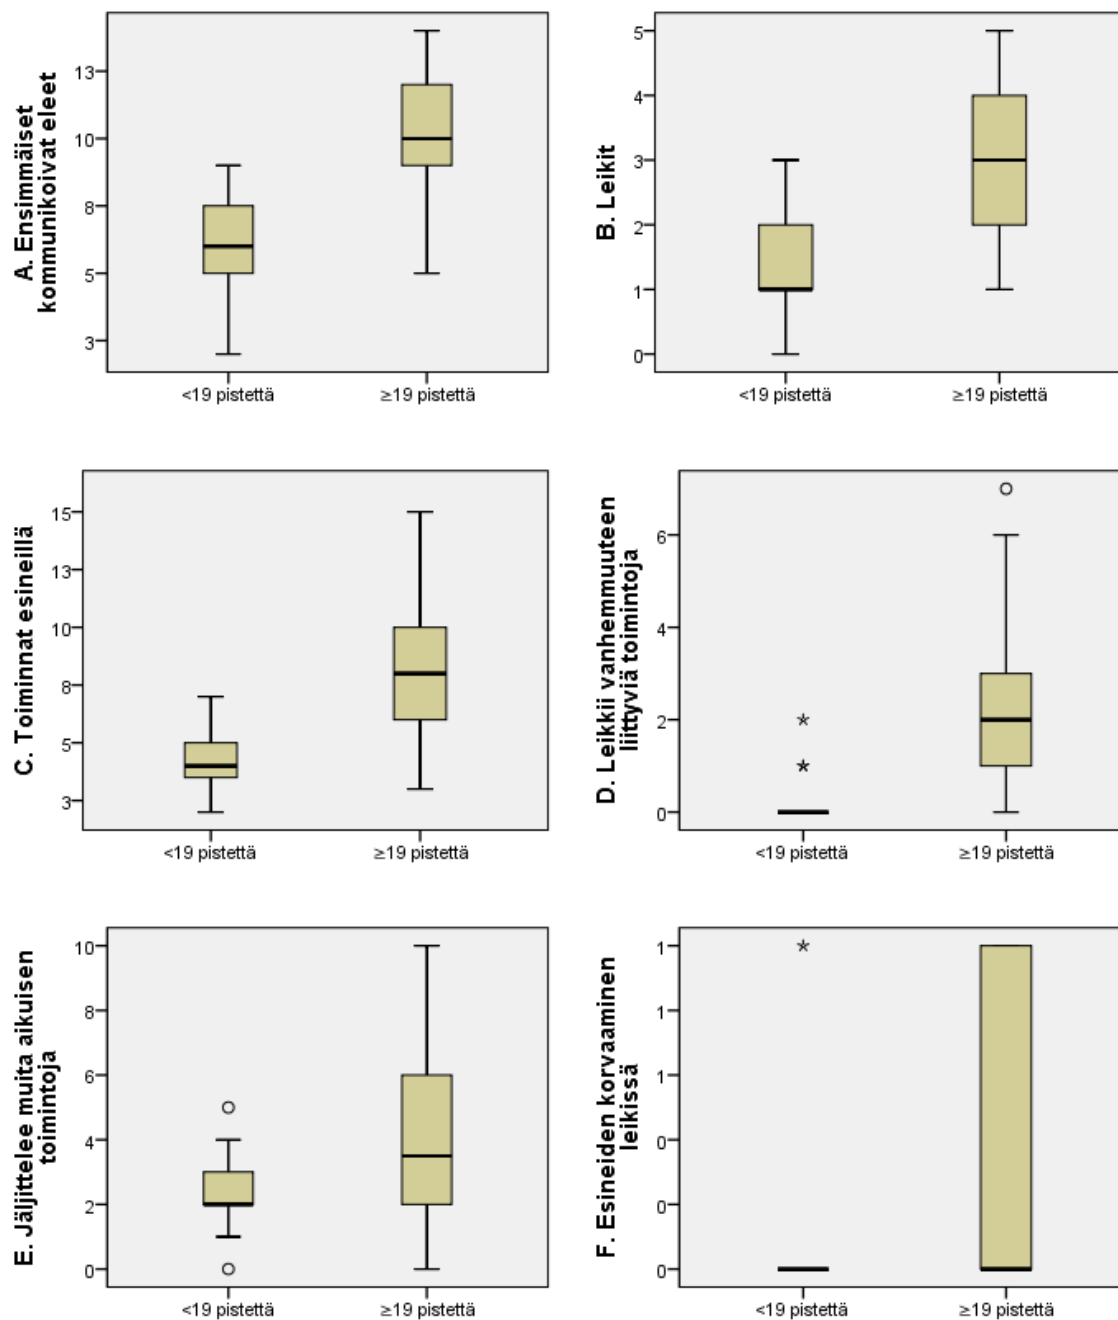 A. Ensimmäiset
kommunikoivat eleet
13
10
8
5
3
<19 pistettä
≥19 pistettä
B. Leikit
5
4
3
2
1
0
<19 pistettä
≥19 pistettä
C. Toiminnat esineillä
15
13
10
8
5
3
<19 pistettä
≥19 pistettä
D. Leikkii vanhemmuuteen
liittyviä toimintoja
6
4
2
0
<19 pistettä
≥19 pistettä
E. Jäljittelee muita aikuisen
toimintoja
10
8
6
4
2
0
<19 pistettä
≥19 pistettä
F. Esineiden korvaaminen
leikissä
1
1
1
0
0
0
<19 pistettä
≥19 pistettä